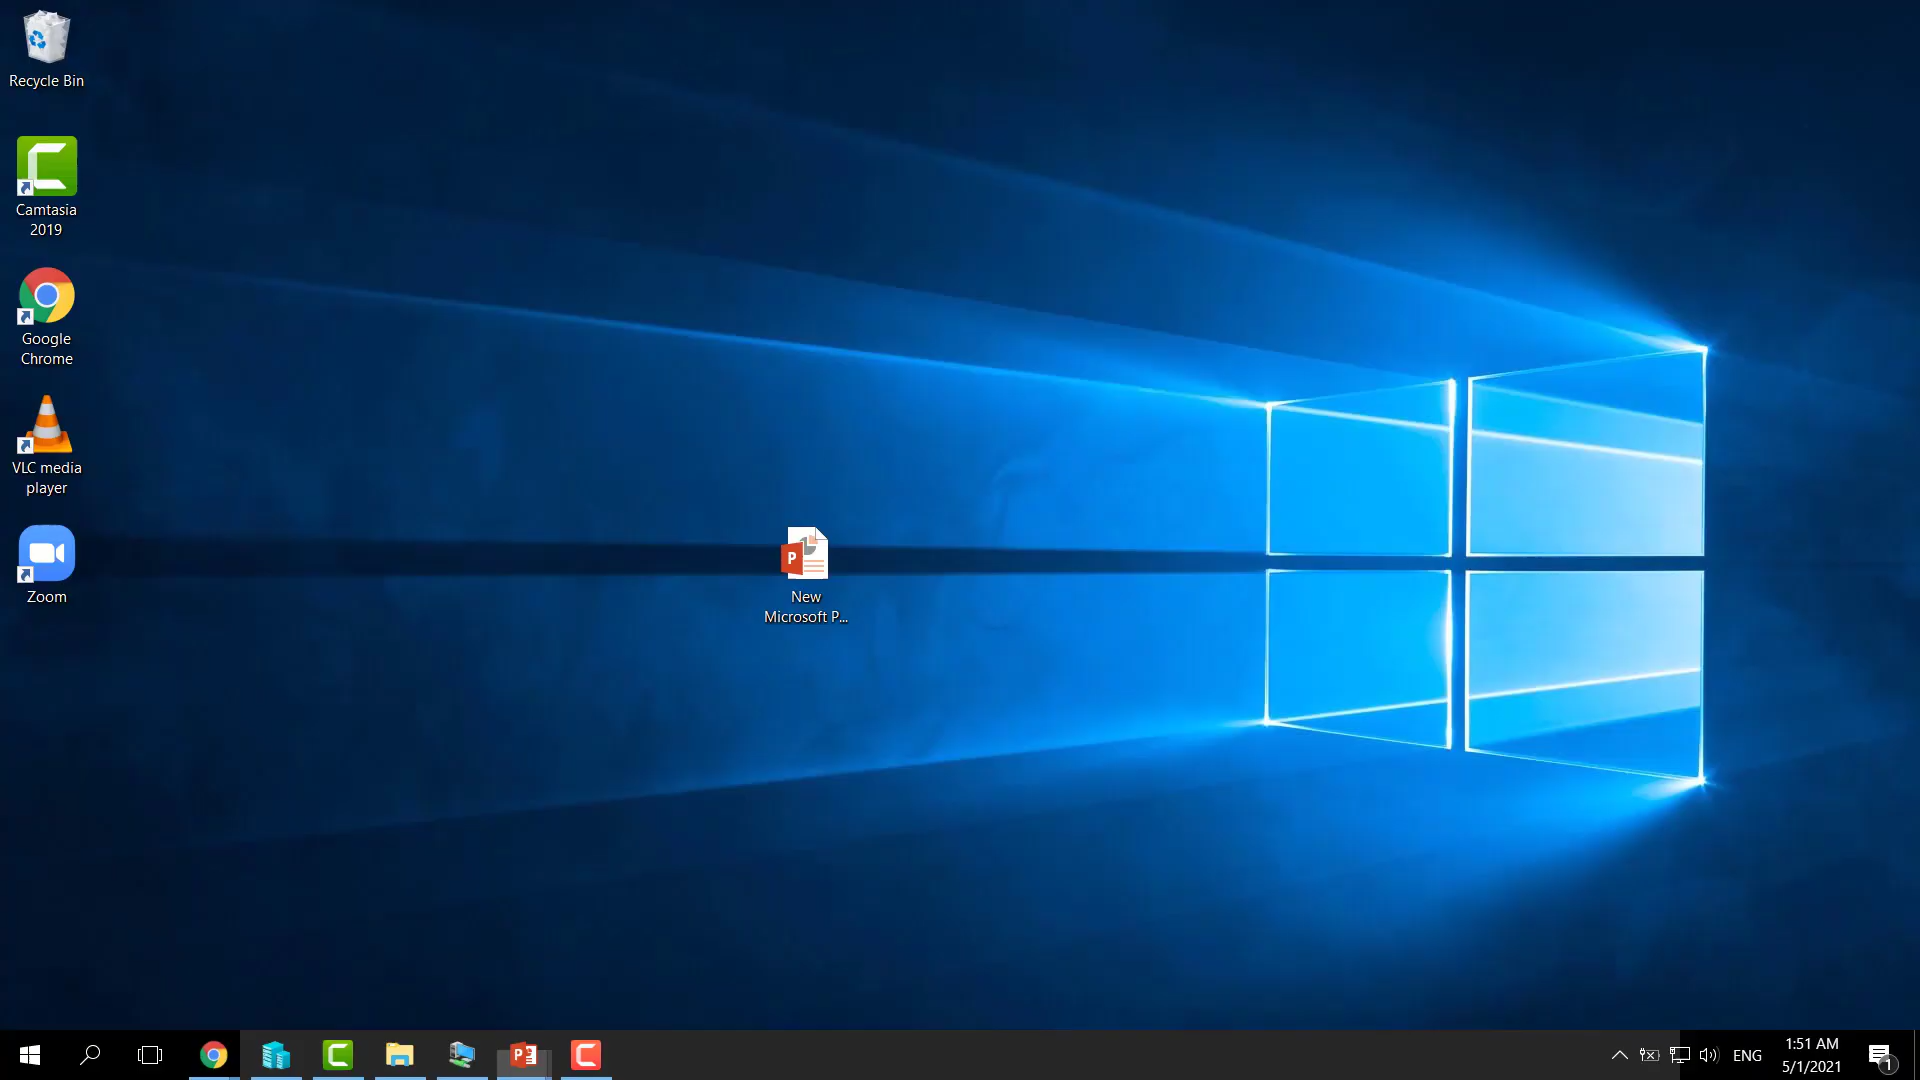 Recycle Bin
Camtasia
2019
Google
Chrome
VLC media
player
Zoom
P
New
Microsoft P...
P
ENG
1:51 AM
5/1/2021
1